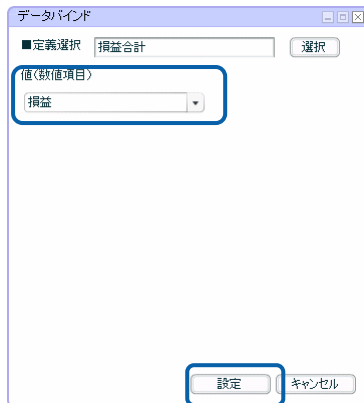 データバインド
■定義選択 損益合計 選択
値(数値項目)
損益
設定 キャンセル